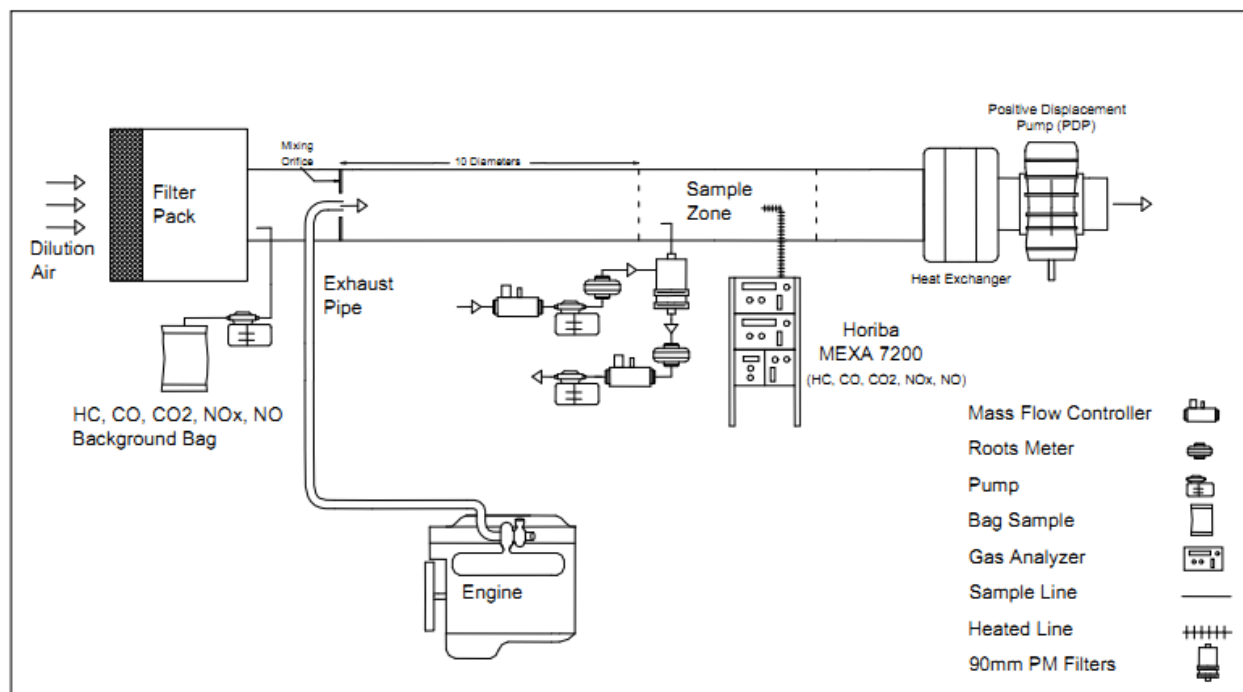 Positive Displacement
Pump (PDP)
Mixing
Orifice
10 Diameters
Filter
Pack
Sample
Zone
Dilution
Air
Heat Exchanger
Exhaust
Pipe
Horiba
MEXA 7200
(HC, CO, CO2, NOx, NO)
HC, CO, CO2, NOx, NO
Background Bag
Engine
Mass Flow Controller
Roots Meter
Pump
Bag Sample
Gas Analyzer
Sample Line
Heated Line
90mm PM Filters